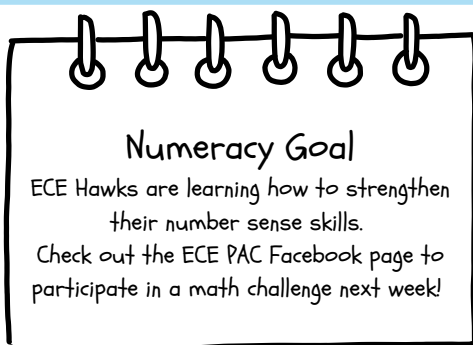 Numeracy Goal
ECE Hawks are learning how to strengthen
their number sense skills.
Check out the ECE PAC Facebook page to
participate in a math challenge next week!